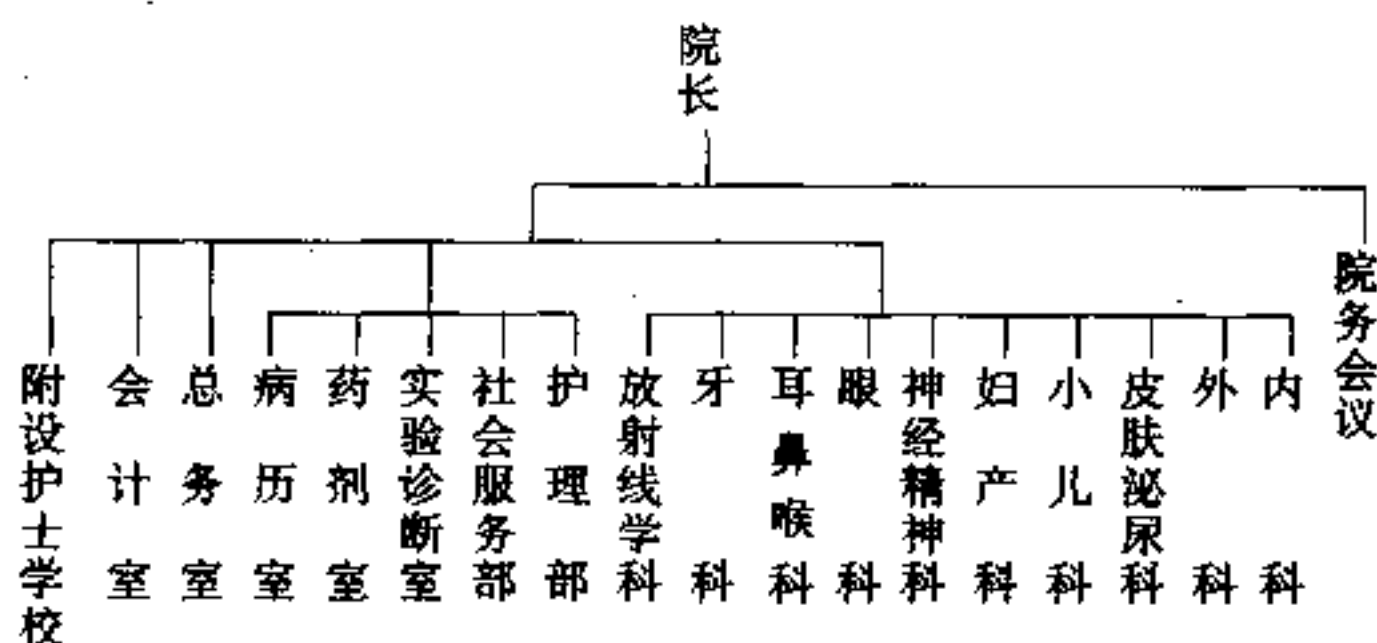 院长
院务会议
附设护士学校
会计室
总务室
病历室
药剂室
实验诊断室
社会服务部
护理部
放射线学科
牙科
耳鼻喉科
眼科
神经精神科
妇产科
小儿科
皮肤泌尿科
外科
内科